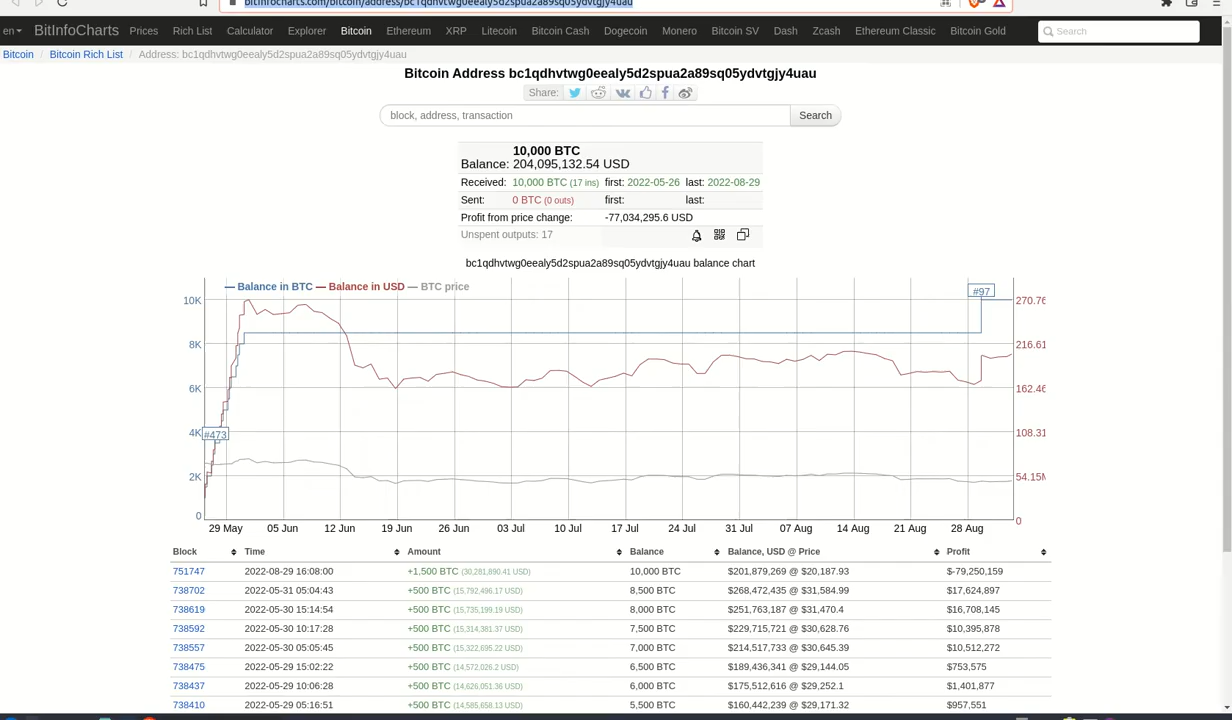 bitinfocharts.com/bitcoin/address/bc1qdhvtwg0eealy5d2spua2a89sq05ydvtgjy4uau
en BitInfoCharts Prices Rich List Calculator Explorer Bitcoin Ethereum XRP Litecoin Bitcoin Cash Dogecoin Monero Bitcoin SV Dash Zcash Ethereum Classic Bitcoin Gold Search
Bitcoin / Bitcoin Rich List / Address: bc1qdhvtwg0eealy5d2spua2a89sq05ydvtgjy4uau
Bitcoin Address bc1qdhvtwg0eealy5d2spua2a89sq05ydvtgjy4uau
Share:
block, address, transaction Search
10,000 BTC
Balance: 204,095,132.54 USD
Received: 10,000 BTC (17 ins) first: 2022-05-26 last: 2022-08-29
Sent: 0 BTC (0 outs) first: last:
Profit from price change: -77,034,295.6 USD
Unspent outputs: 17
bc1qdhvtwg0eealy5d2spua2a89sq05ydvtgjy4uau balance chart
Balance in BTC Balance in USD BTC price
#97
10K 270.76
8K 216.61
6K 162.46
4K #473 108.31
2K 54.15M
0 0
29 May 05 Jun 12 Jun 19 Jun 26 Jun 03 Jul 10 Jul 17 Jul 24 Jul 31 Jul 07 Aug 14 Aug 21 Aug 28 Aug
Block Time Amount Balance Balance, USD @ Price Profit
751747 2022-08-29 16:08:00 +1,500 BTC (30,281,890.41 USD) 10,000 BTC $201,879,269 @ $20,187.93 $-79,250,159
738702 2022-05-31 05:04:43 +500 BTC (15,792,496.17 USD) 8,500 BTC $268,472,435 @ $31,584.99 $17,624,897
738619 2022-05-30 15:14:54 +500 BTC (15,735,199.19 USD) 8,000 BTC $251,763,187 @ $31,470.4 $16,708,145
738592 2022-05-30 10:17:28 +500 BTC (15,314,381.37 USD) 7,500 BTC $229,715,721 @ $30,628.76 $10,395,878
738557 2022-05-30 05:05:45 +500 BTC (15,322,695.22 USD) 7,000 BTC $214,517,733 @ $30,645.39 $10,512,272
738475 2022-05-29 15:02:22 +500 BTC (14,572,026.2 USD) 6,500 BTC $189,436,341 @ $29,144.05 $753,575
738437 2022-05-29 10:06:28 +500 BTC (14,626,051.36 USD) 6,000 BTC $175,512,616 @ $29,252.1 $1,401,877
738410 2022-05-29 05:16:51 +500 BTC (14,585,658.13 USD) 5,500 BTC $160,442,239 @ $29,171.32 $957,551